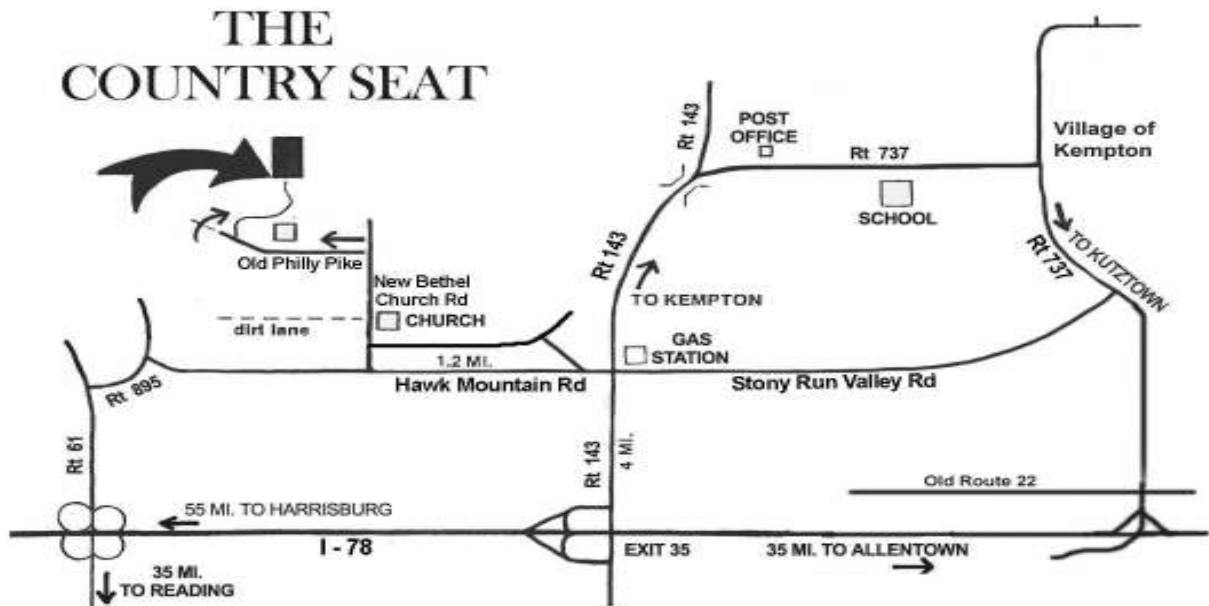 THE
COUNTRY SEAT
Rt 143
POST
OFFICE
Rt 737
Village of
Kempton
SCHOOL
Old Philly Pike
Rt 143
Rt 737
TO KUTZTOWN
New Bethel
Church Rd
TO KEMPTON
dirt lane
CHURCH
GAS
STATION
1.2 MI.
Rt 895
Hawk Mountain Rd
Stony Run Valley Rd
Rt 61
Rt 143
4 MI.
Old Route 22
55 MI. TO HARRISBURG
I - 78
EXIT 35
35 MI. TO ALLENTOWN
35 MI.
TO READING